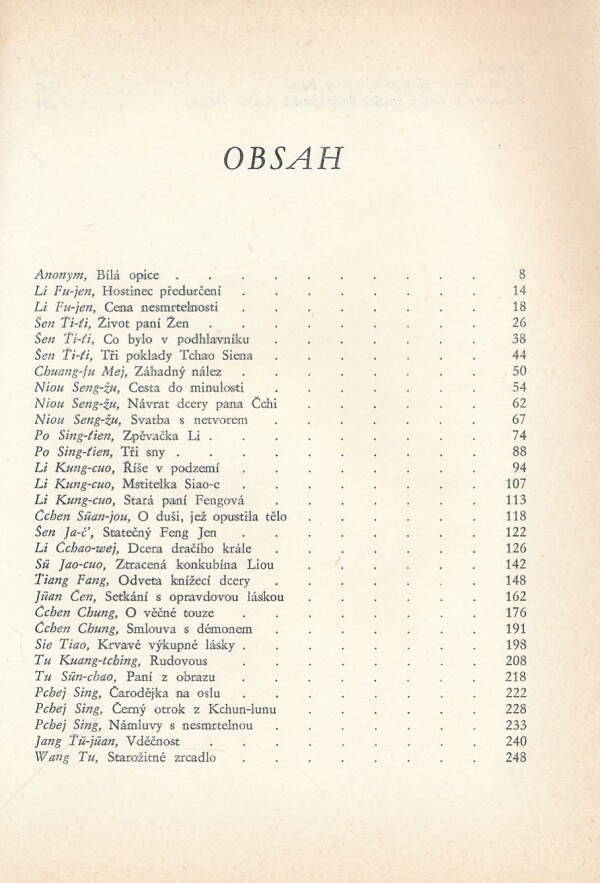 OBSAH
Anonym, Bílá opice . . . . . . . . . . 8
Li Fu-jen, Hostinec předurčení . . . . . . . . 14
Li Fu-jen, Cena nesmrtelnosti . . . . . . . . 18
Šen Ťi-ťi, Život paní Žen . . . . . . . . . 26
Šen Ťi-ťi, Co bylo v podhlavníku . . . . . . . 38
Šen Ťi-ťi, Tři poklady Tchao Siena . . . . . . . 44
Chuang-fu Mej, Záhadný nález . . . . . . . . 50
Niou Seng-žu, Cesta do minulosti . . . . . . . 54
Niou Seng-žu, Návrat dcery pana Čchi . . . . . . 62
Niou Seng-žu, Svatba s netvorem . . . . . . . 67
Po Sing-ťien, Zpěvačka Li . . . . . . . . . 74
Po Sing-ťien, Tři sny . . . . . . . . . . 88
Li Kung-cuo, Říše v podzemí . . . . . . . . 94
Li Kung-cuo, Mstitelka Siao-e . . . . . . . . 107
Li Kung-cuo, Stará paní Fengová . . . . . . . 113
Čchen Süan-jou, O duši, jež opustila tělo . . . . . . 118
Šen Ja-č’, Statečný Feng Jen . . . . . . . . 122
Li Čchao-wej, Dcera dračího krále . . . . . . . 126
Sü Jao-cuo, Ztracená konkubína Liou . . . . . . 142
Ťiang Fang, Odveta knížecí dcery . . . . . . . 148
Jüan Čen, Setkání s opravdovou láskou . . . . . . 162
Čchen Chung, O věčné touze . . . . . . . . 176
Čchen Chung, Smlouva s démonem . . . . . . . 191
Sie Tiao, Krvavé výkupné lásky . . . . . . . . 198
Tu Kuang-tching, Rudovous . . . . . . . . 208
Tu Sün-chao, Paní z obrazu . . . . . . . . 218
Pchej Sing, Čarodějka na oslu . . . . . . . . 222
Pchej Sing, Černý otrok z Kchun-lunu . . . . . . 228
Pchej Sing, Námluvy s nesmrtelnou . . . . . . . 233
Jang Ťü-jüan, Vděčnost . . . . . . . . . 240
Wang Tu, Starožitné zrcadlo . . . . . . . . 248